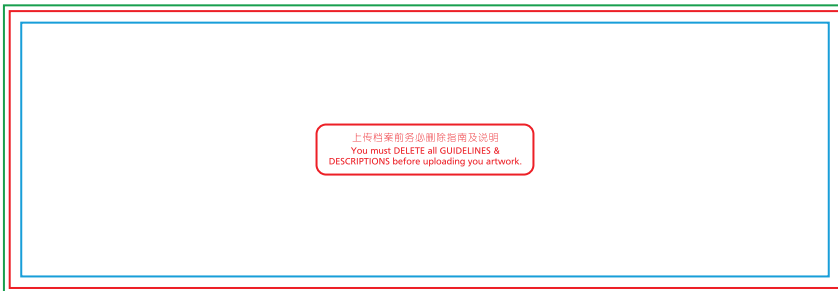 上传档案前务必删除指南及说明
You must DELETE all GUIDELINES &
DESCRIPTIONS before uploading you artwork.